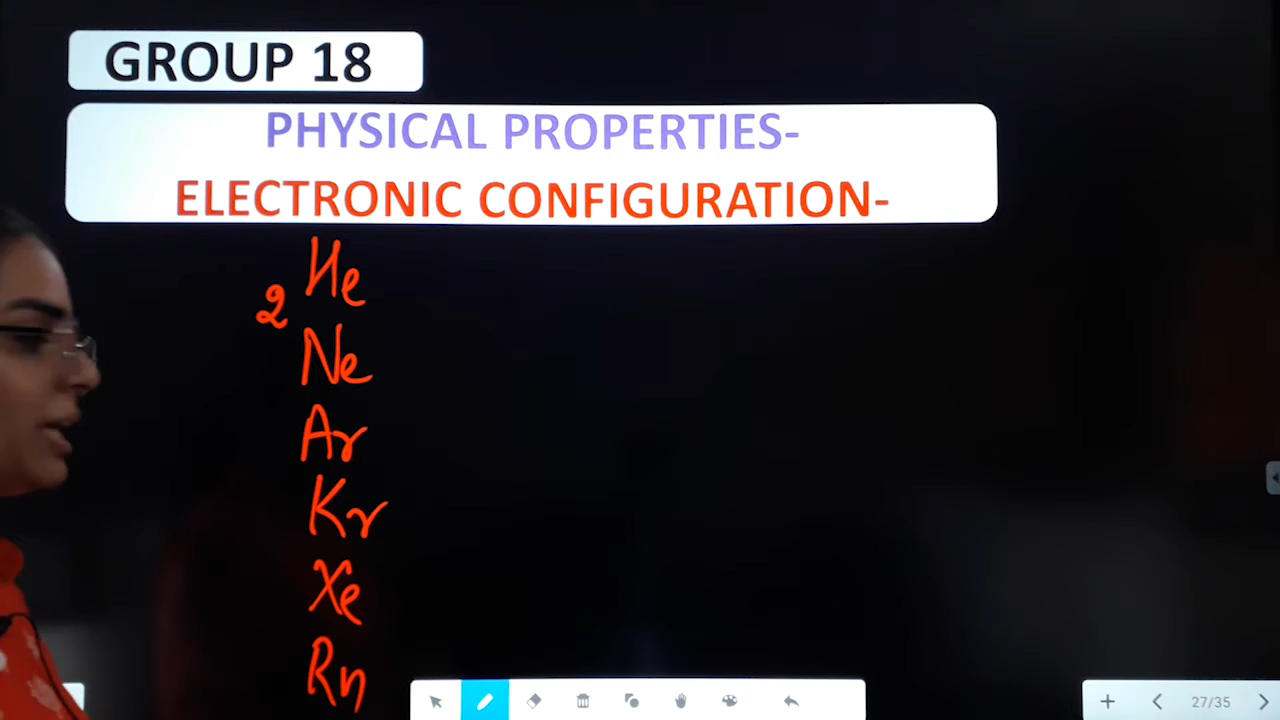 GROUP 18
PHYSICAL PROPERTIES-
ELECTRONIC CONFIGURATION-
2 He
Ne
Ar
Kr
Xe
Rn
27/35